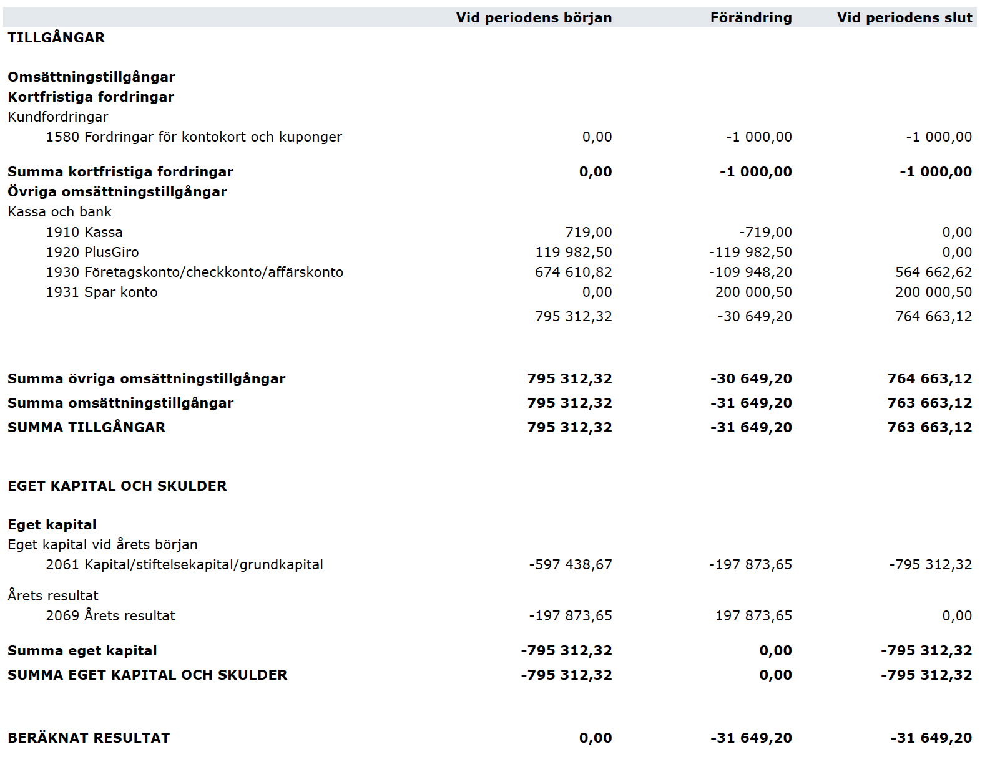 Vid periodens början Förändring Vid periodens slut
TILLGÅNGAR
Omsättningstillgångar
Kortfristiga fordringar
Kundfordringar
1580 Fordringar för kontokort och kuponger 0,00 -1 000,00 -1 000,00
Summa kortfristiga fordringar 0,00 -1 000,00 -1 000,00
Övriga omsättningstillgångar
Kassa och bank
1910 Kassa 719,00 -719,00 0,00
1920 PlusGiro 119 982,50 -119 982,50 0,00
1930 Företagskonto/checkkonto/affärskonto 674 610,82 -109 948,20 564 662,62
1931 Spar konto 0,00 200 000,50 200 000,50
795 312,32 -30 649,20 764 663,12
Summa övriga omsättningstillgångar 795 312,32 -30 649,20 764 663,12
Summa omsättningstillgångar 795 312,32 -31 649,20 763 663,12
SUMMA TILLGÅNGAR 795 312,32 -31 649,20 763 663,12
EGET KAPITAL OCH SKULDER
Eget kapital
Eget kapital vid årets början
2061 Kapital/stiftelsekapital/grundkapital -597 438,67 -197 873,65 -795 312,32
Årets resultat
2069 Årets resultat -197 873,65 197 873,65 0,00
Summa eget kapital -795 312,32 0,00 -795 312,32
SUMMA EGET KAPITAL OCH SKULDER -795 312,32 0,00 -795 312,32
BERÄKNAT RESULTAT 0,00 -31 649,20 -31 649,20